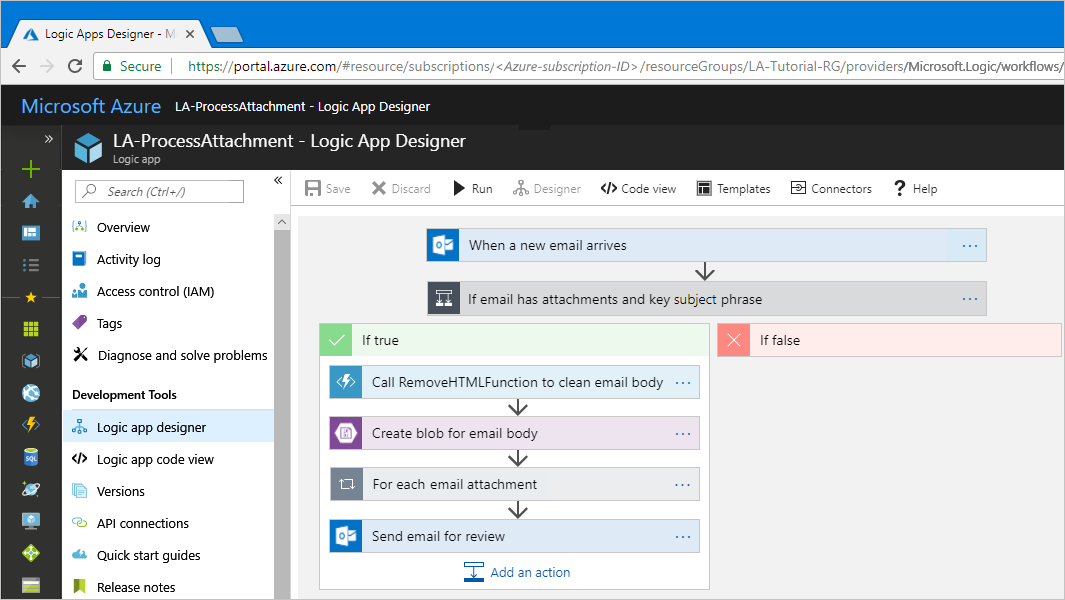 Logic Apps Designer - M
Secure
https://portal.azure.com/#resource/subscriptions/<Azure-subscription-ID>/resourceGroups/LA-Tutorial-RG/providers/Microsoft.Logic/workflows/
Microsoft Azure LA-ProcessAttachment - Logic App Designer
LA-ProcessAttachment - Logic App Designer
Logic app
Search (Ctrl+/)
Overview
Activity log
Access control (IAM)
Tags
Diagnose and solve problems
Development Tools
Logic app designer
Logic app code view
Versions
API connections
Quick start guides
Release notes
SQL
Save Discard Run Designer Code view Templates Connectors Help
When a new email arrives
If email has attachments and key subject phrase
If true
Call RemoveHTMLFunction to clean email body
Create blob for email body
For each email attachment
Send email for review
Add an action
If false